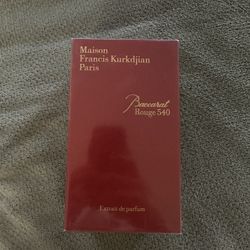 Maison
Francis Kurkdjian
Paris
Baccarat
Rouge 540
Extrait de parfum